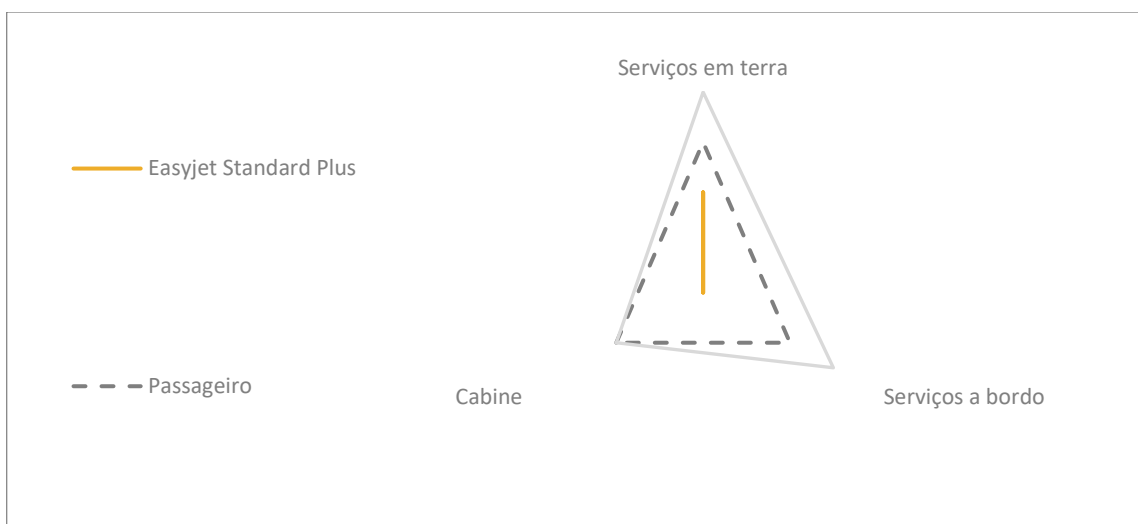 Serviços em terra
Easyjet Standard Plus
Passageiro
Cabine
Serviços a bordo